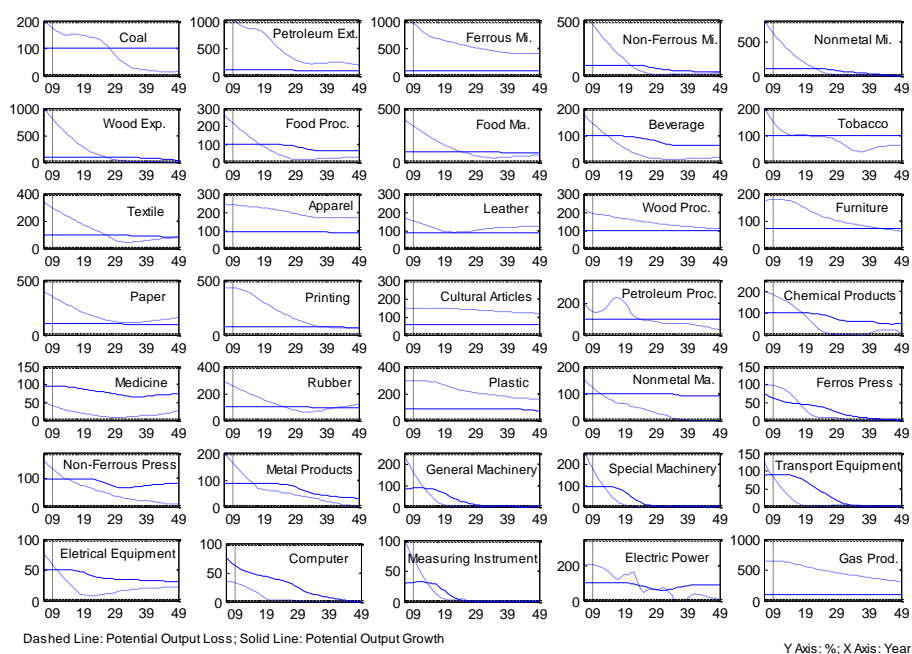 200
Coal
100
0
09 19 29 39 49
1000
Petroleum Ext.
500
0
09 19 29 39 49
1000
Ferrous Mi.
500
0
09 19 29 39 49
500
Non-Ferrous Mi.
0
09 19 29 39 49
500
Nonmetal Mi.
0
09 19 29 39 49
1000
Wood Exp.
500
0
09 19 29 39 49
300
Food Proc.
200
100
0
09 19 29 39 49
500
Food Ma.
0
09 19 29 39 49
200
Beverage
100
0
09 19 29 39 49
200
Tobacco
100
0
09 19 29 39 49
400
Textile
200
0
09 19 29 39 49
300
Apparel
200
100
0
09 19 29 39 49
300
Leather
200
100
0
09 19 29 39 49
300
Wood Proc.
200
100
0
09 19 29 39 49
200
Furniture
100
0
09 19 29 39 49
500
Paper
0
09 19 29 39 49
500
Printing
0
09 19 29 39 49
300
Cultural Articles
200
100
0
09 19 29 39 49
Petroleum Proc.
200
0
09 19 29 39 49
Chemical Products
200
100
0
09 19 29 39 49
150
Medicine
100
50
0
09 19 29 39 49
400
Rubber
200
0
09 19 29 39 49
400
Plastic
200
0
09 19 29 39 49
200
Nonmetal Ma.
100
0
09 19 29 39 49
150
Ferros Press
100
50
0
09 19 29 39 49
Non-Ferrous Press
100
0
09 19 29 39 49
200
Metal Products
100
0
09 19 29 39 49
General Machinery
200
100
0
09 19 29 39 49
Special Machinery
200
100
0
09 19 29 39 49
150
Transport Equipment
100
50
0
09 19 29 39 49
100
Eletrical Equipment
50
0
09 19 29 39 49
100
Computer
50
0
09 19 29 39 49
100
Measuring Instrument
50
0
09 19 29 39 49
300
Electric Power
200
100
0
09 19 29 39 49
1000
Gas Prod.
500
0
09 19 29 39 49
Dashed Line: Potential Output Loss; Solid Line: Potential Output Growth
Y Axis: %; X Axis: Year